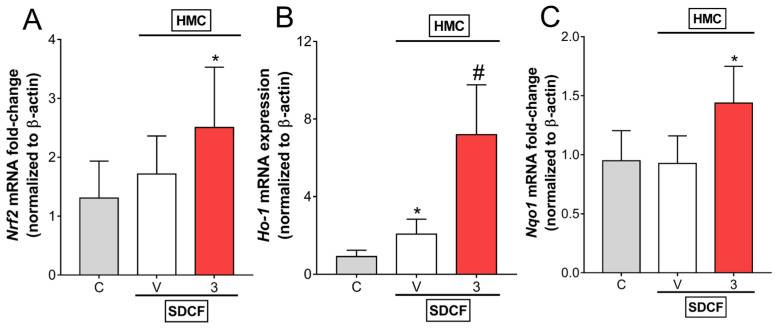 A
HMC
Nrf2 mRNA fold-change
(normalized to β-actin)
4
3
2
1
0
*
C
V
3
SDCF
B
HMC
Ho-1 mRNA expression
(normalized to β-actin)
12
8
4
0
*
#
C
V
3
SDCF
C
HMC
Nqo1 mRNA fold-change
(normalized to β-actin)
2.0
1.5
1.0
0.5
0.0
*
C
V
3
SDCF